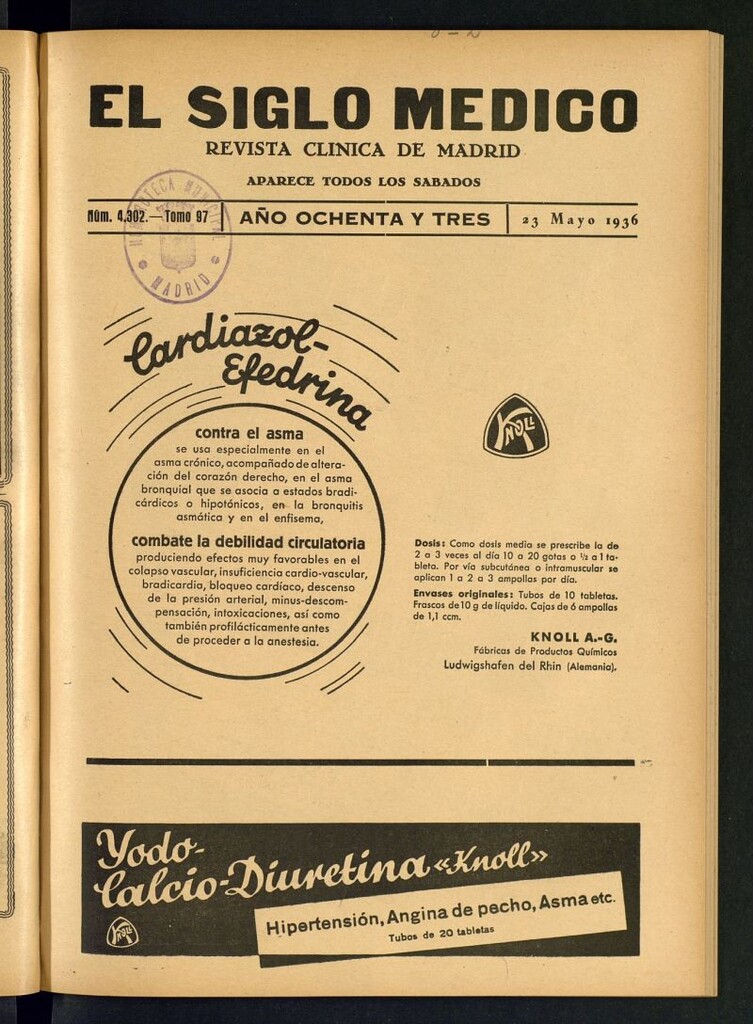 EL SIGLO MEDICO
REVISTA CLINICA DE MADRID
APARECE TODOS LOS SABADOS
Núm. 4.302.—Tomo 97
AÑO OCHENTA Y TRES
23 Mayo 1936
HEMEROTECA MUNICIPAL
MADRID
Cardiazol-
Efedrina
contra el asma
se usa especialmente en el
asma crónico, acompañado de altera-
ción del corazón derecho, en el asma
bronquial que se asocia a estados bradi-
cárdicos o hipotónicos, en la bronquitis
asmática y en el enfisema,
combate la debilidad circulatoria
produciendo efectos muy favorables en el
colapso vascular, insuficiencia cardio-vascular,
bradicardia, bloqueo cardíaco, descenso
de la presión arterial, minus-descom-
pensación, intoxicaciones, así como
también profilácticamente antes
de proceder a la anestesia.
KNOLL
Dosis: Como dosis media se prescribe la de
2 a 3 veces al día 10 a 20 gotas o ½ a 1 ta-
bleta. Por vía subcutánea o intramuscular se
aplican 1 a 2 a 3 ampollas por día.
Envases originales: Tubos de 10 tabletas.
Frascos de 10 g de líquido. Cajas de 6 ampollas
de 1,1 ccm.
KNOLL A.-G.
Fábricas de Productos Químicos
Ludwigshafen del Rhin (Alemania).
Yodo-
Calcio-Diuretina «Knoll»
KNOLL
Hipertensión, Angina de pecho, Asma etc.
Tubos de 20 tabletas